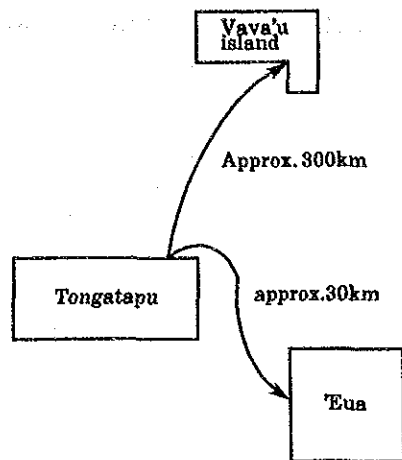 Vava'u
island
Approx. 300km
Tongatapu
approx.30km
'Eua